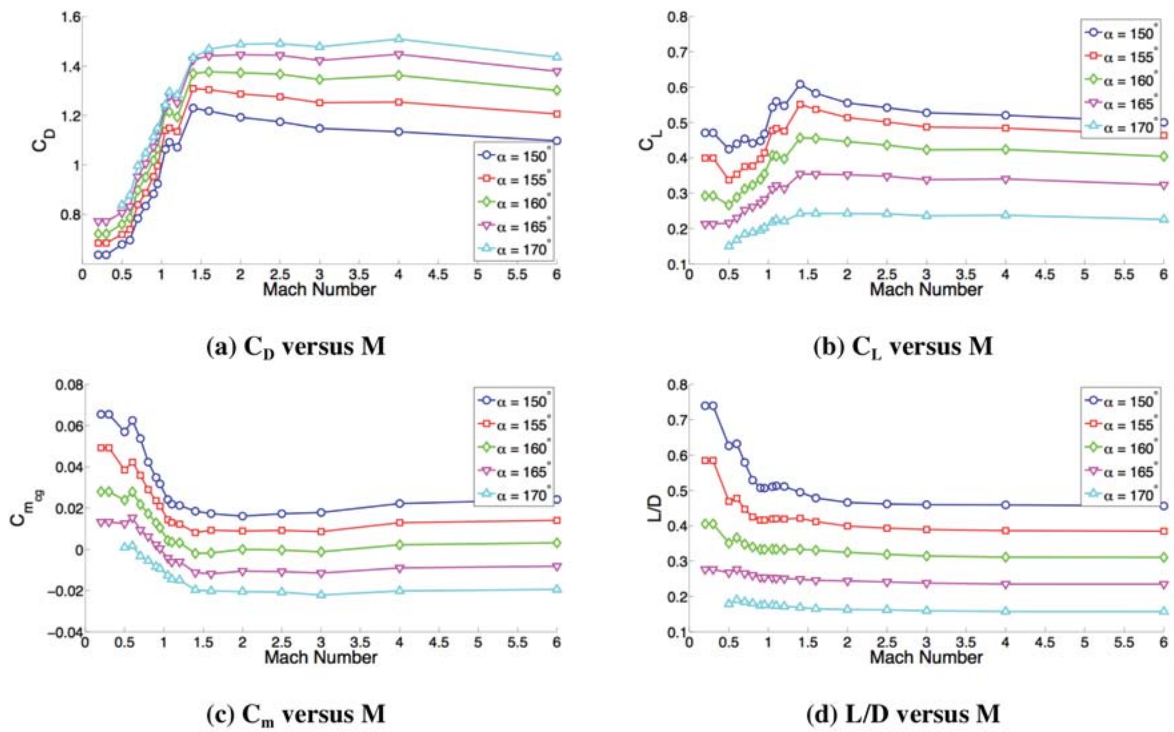 1.6
1.4
1.2
1
0.8
C_D
0 0.5 1 1.5 2 2.5 3 3.5 4 4.5 5 5.5 6
Mach Number
α = 150°
α = 155°
α = 160°
α = 165°
α = 170°
(a) C_D versus M
0.8
0.7
0.6
0.5
0.4
0.3
0.2
0.1
C_L
0 0.5 1 1.5 2 2.5 3 3.5 4 4.5 5 5.5 6
Mach Number
α = 150°
α = 155°
α = 160°
α = 165°
α = 170°
(b) C_L versus M
0.08
0.06
0.04
0.02
0
−0.02
−0.04
C_m_cg
0 0.5 1 1.5 2 2.5 3 3.5 4 4.5 5 5.5 6
Mach Number
α = 150°
α = 155°
α = 160°
α = 165°
α = 170°
(c) C_m versus M
0.8
0.7
0.6
0.5
0.4
0.3
0.2
0.1
L/D
0 0.5 1 1.5 2 2.5 3 3.5 4 4.5 5 5.5 6
Mach Number
α = 150°
α = 155°
α = 160°
α = 165°
α = 170°
(d) L/D versus M